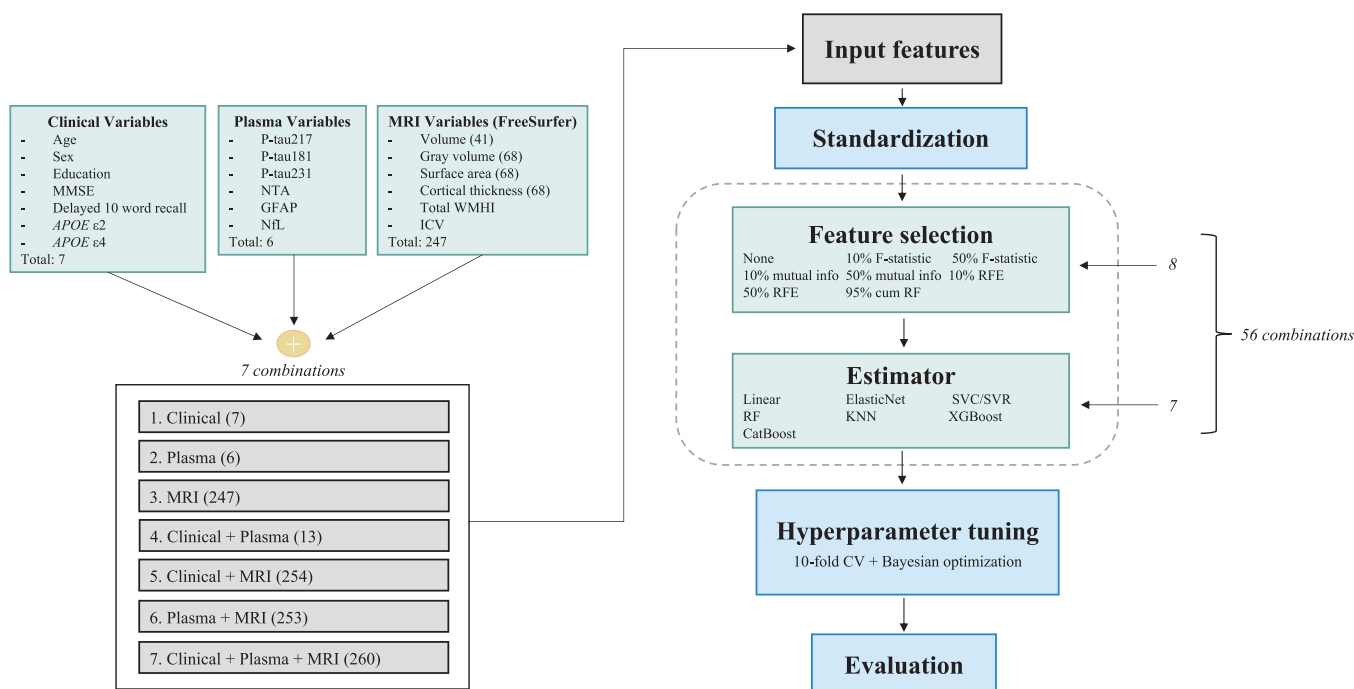 Clinical Variables
- Age
- Sex
- Education
- MMSE
- Delayed 10 word recall
- APOE ε2
- APOE ε4
Total: 7
Plasma Variables
- P-tau217
- P-tau181
- P-tau231
- NTA
- GFAP
- NfL
Total: 6
MRI Variables (FreeSurfer)
- Volume (41)
- Gray volume (68)
- Surface area (68)
- Cortical thickness (68)
- Total WMHI
- ICV
Total: 247
+
7 combinations
1. Clinical (7)
2. Plasma (6)
3. MRI (247)
4. Clinical + Plasma (13)
5. Clinical + MRI (254)
6. Plasma + MRI (253)
7. Clinical + Plasma + MRI (260)
Input features
Standardization
Feature selection
None 10% F-statistic 50% F-statistic
10% mutual info 50% mutual info 10% RFE
50% RFE 95% cum RF
8
Estimator
Linear ElasticNet SVC/SVR
RF KNN XGBoost
CatBoost
7
56 combinations
Hyperparameter tuning
10-fold CV + Bayesian optimization
Evaluation